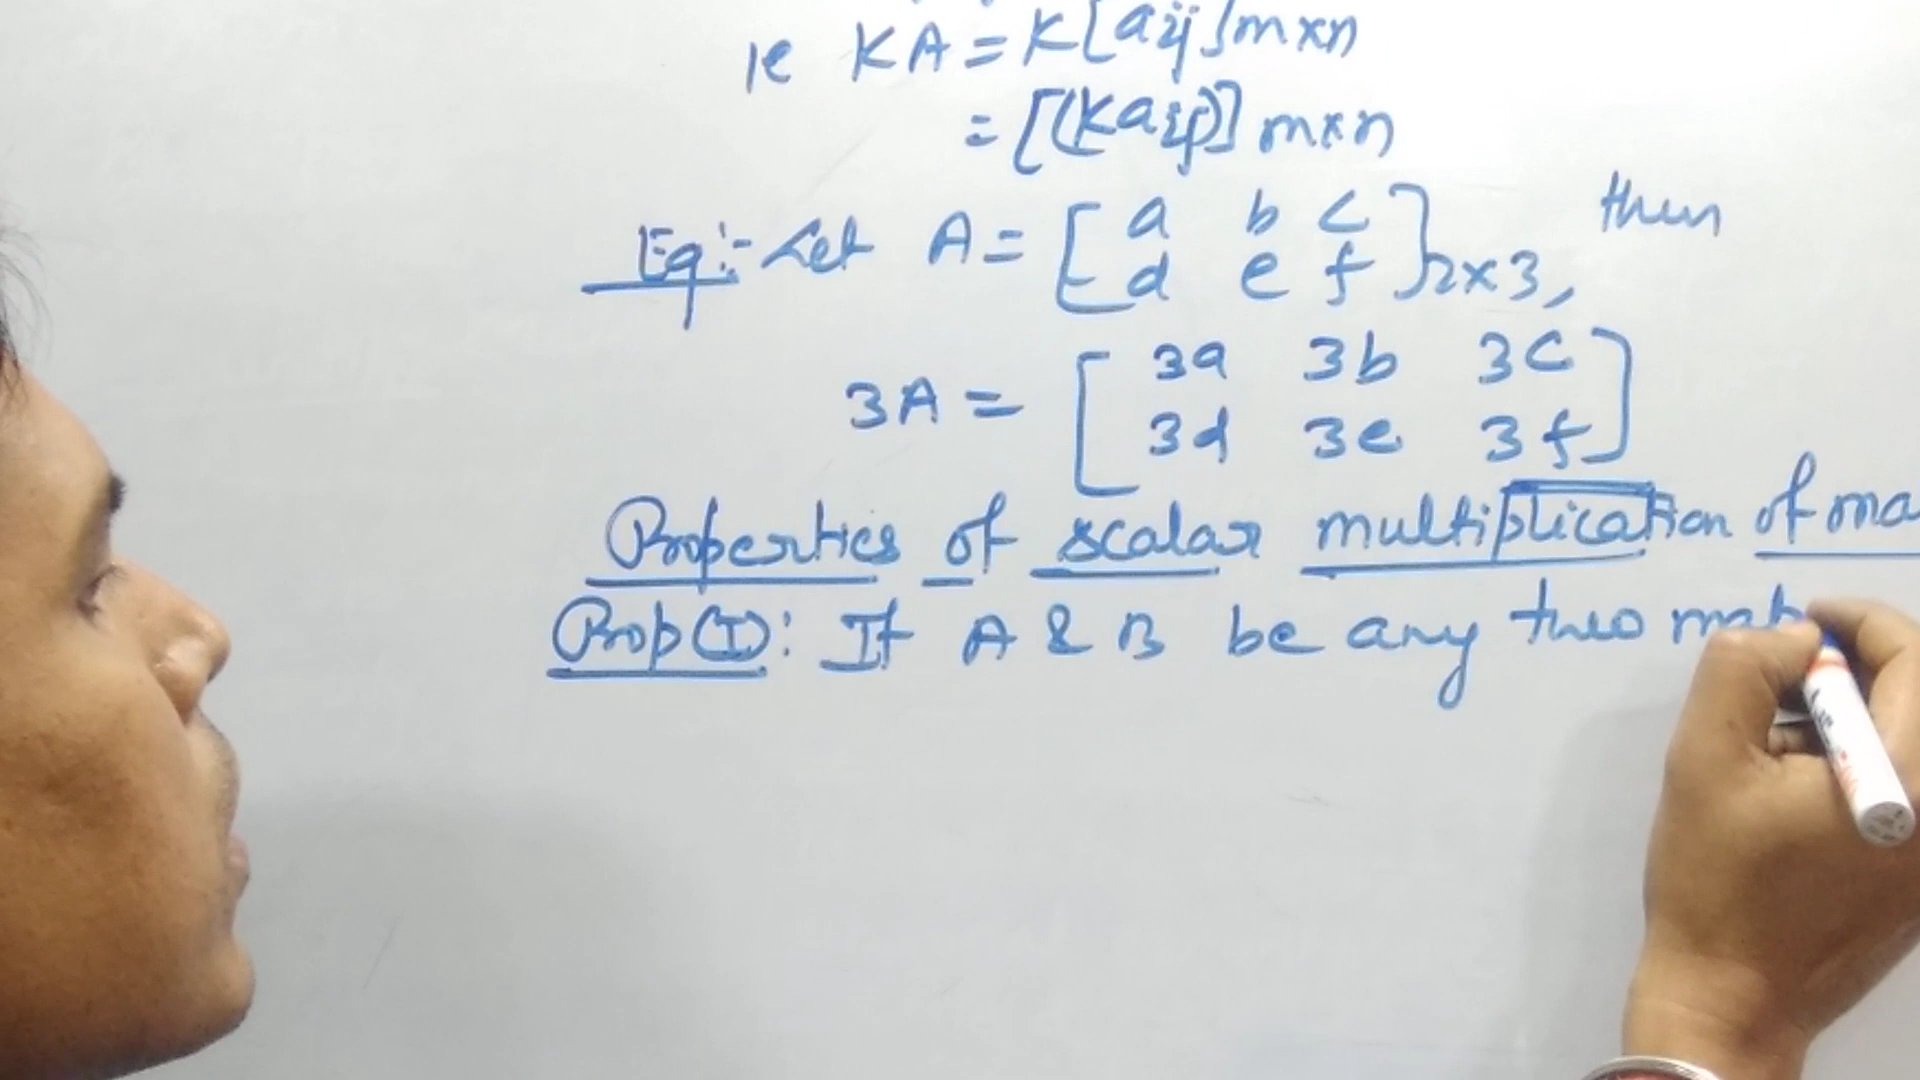 ie KA = K[aij]m×n
= [(Kaij)]m×n
Eg:- Let A = [a b c
d e f]2×3, then
3A = [3a 3b 3c
3d 3e 3f]
Properties of scalar multiplication of ma
Prop(I): If A & B be any two mat